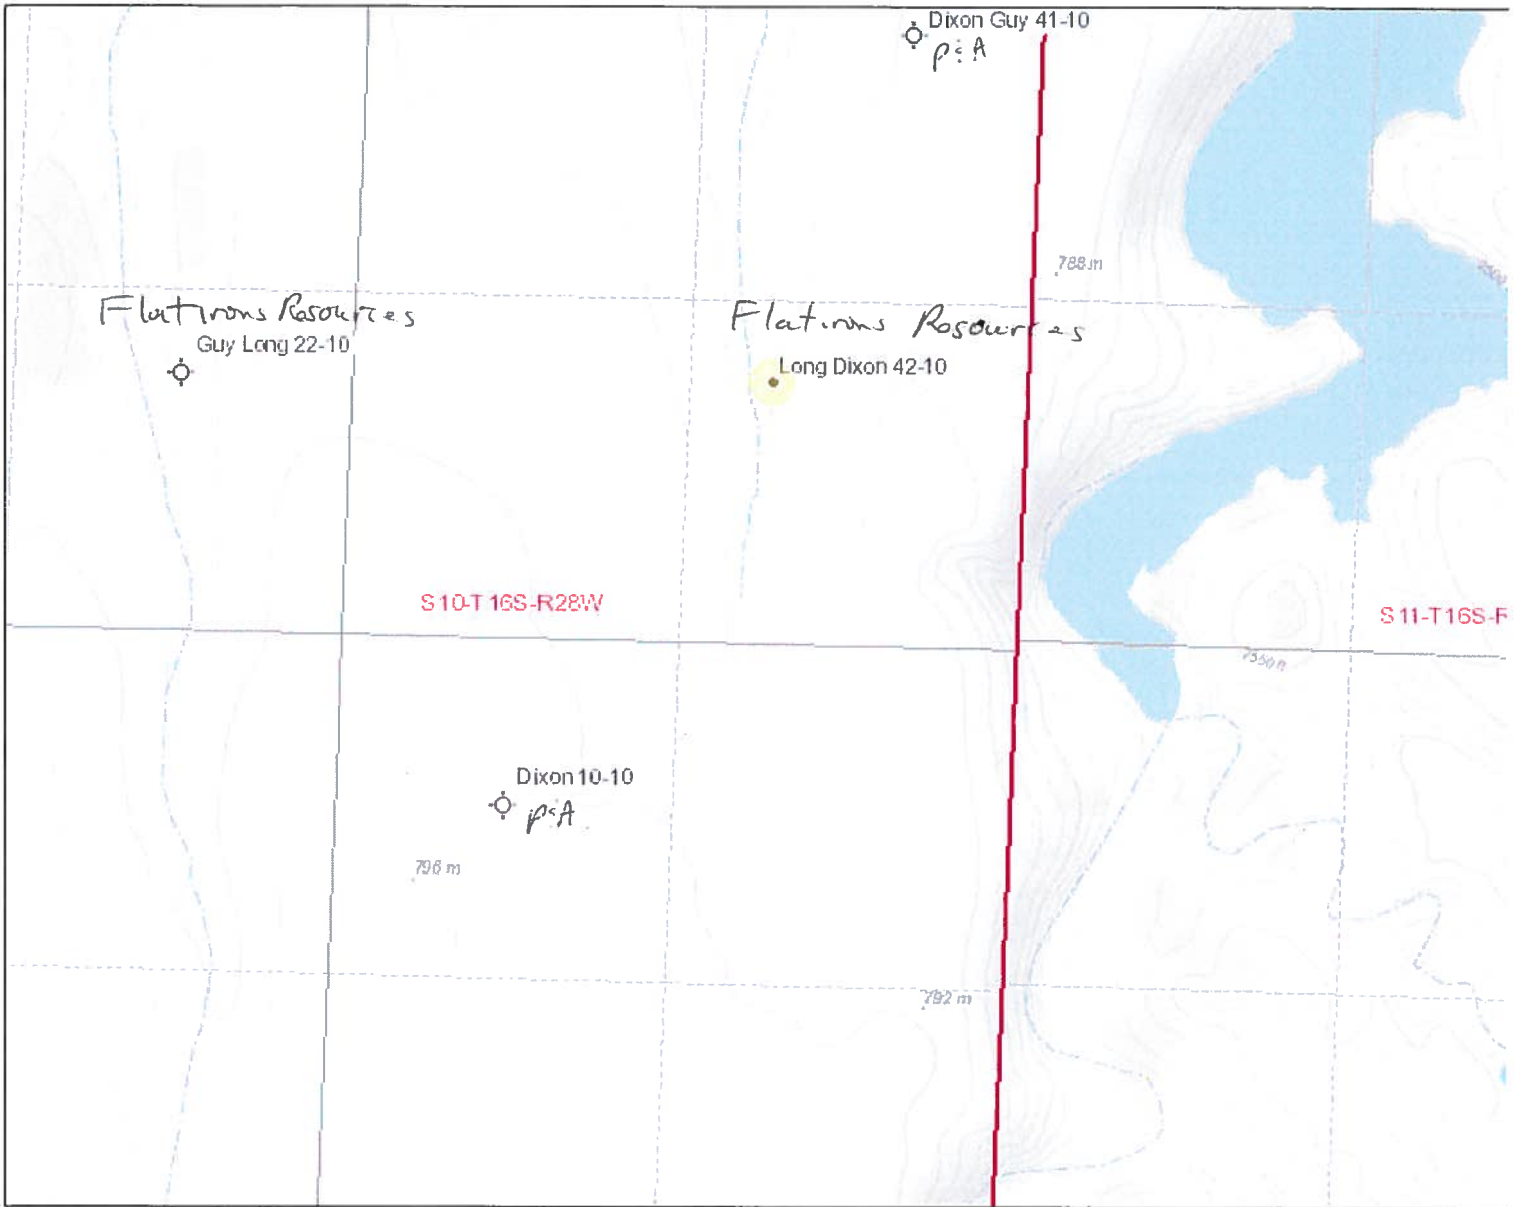 Dixon Guy 41-10
P&A
788 m
Flatirons Resources
Flatirons Resources
Guy Long 22-10
Long Dixon 42-10
S10-T16S-R28W
S11-T16S-R
Dixon 10-10
P&A
796 m
792 m